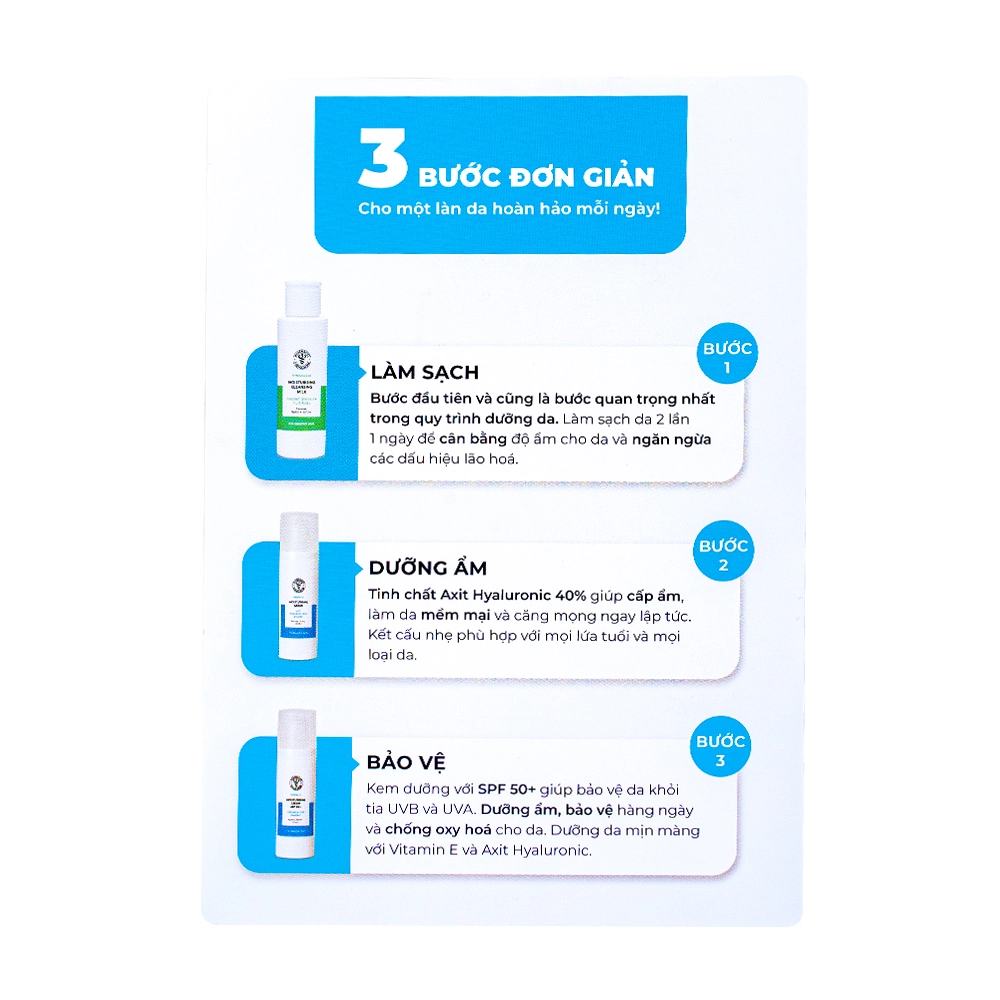 3 BƯỚC ĐƠN GIẢN
Cho một làn da hoàn hảo mỗi ngày!
BƯỚC
1
LÀM SẠCH
Bước đầu tiên và cũng là bước quan trọng nhất
trong quy trình dưỡng da. Làm sạch da 2 lần
1 ngày để cân bằng độ ẩm cho da và ngăn ngừa
các dấu hiệu lão hoá.
MOISTURISING
CLEANSING
MILK
BƯỚC
2
DƯỠNG ẨM
Tinh chất Axit Hyaluronic 40% giúp cấp ẩm,
làm da mềm mại và căng mọng ngay lập tức.
Kết cấu nhẹ phù hợp với mọi lứa tuổi và mọi
loại da.
BƯỚC
3
BẢO VỆ
Kem dưỡng với SPF 50+ giúp bảo vệ da khỏi
tia UVB và UVA. Dưỡng ẩm, bảo vệ hàng ngày
và chống oxy hoá cho da. Dưỡng da mịn màng
với Vitamin E và Axit Hyaluronic.